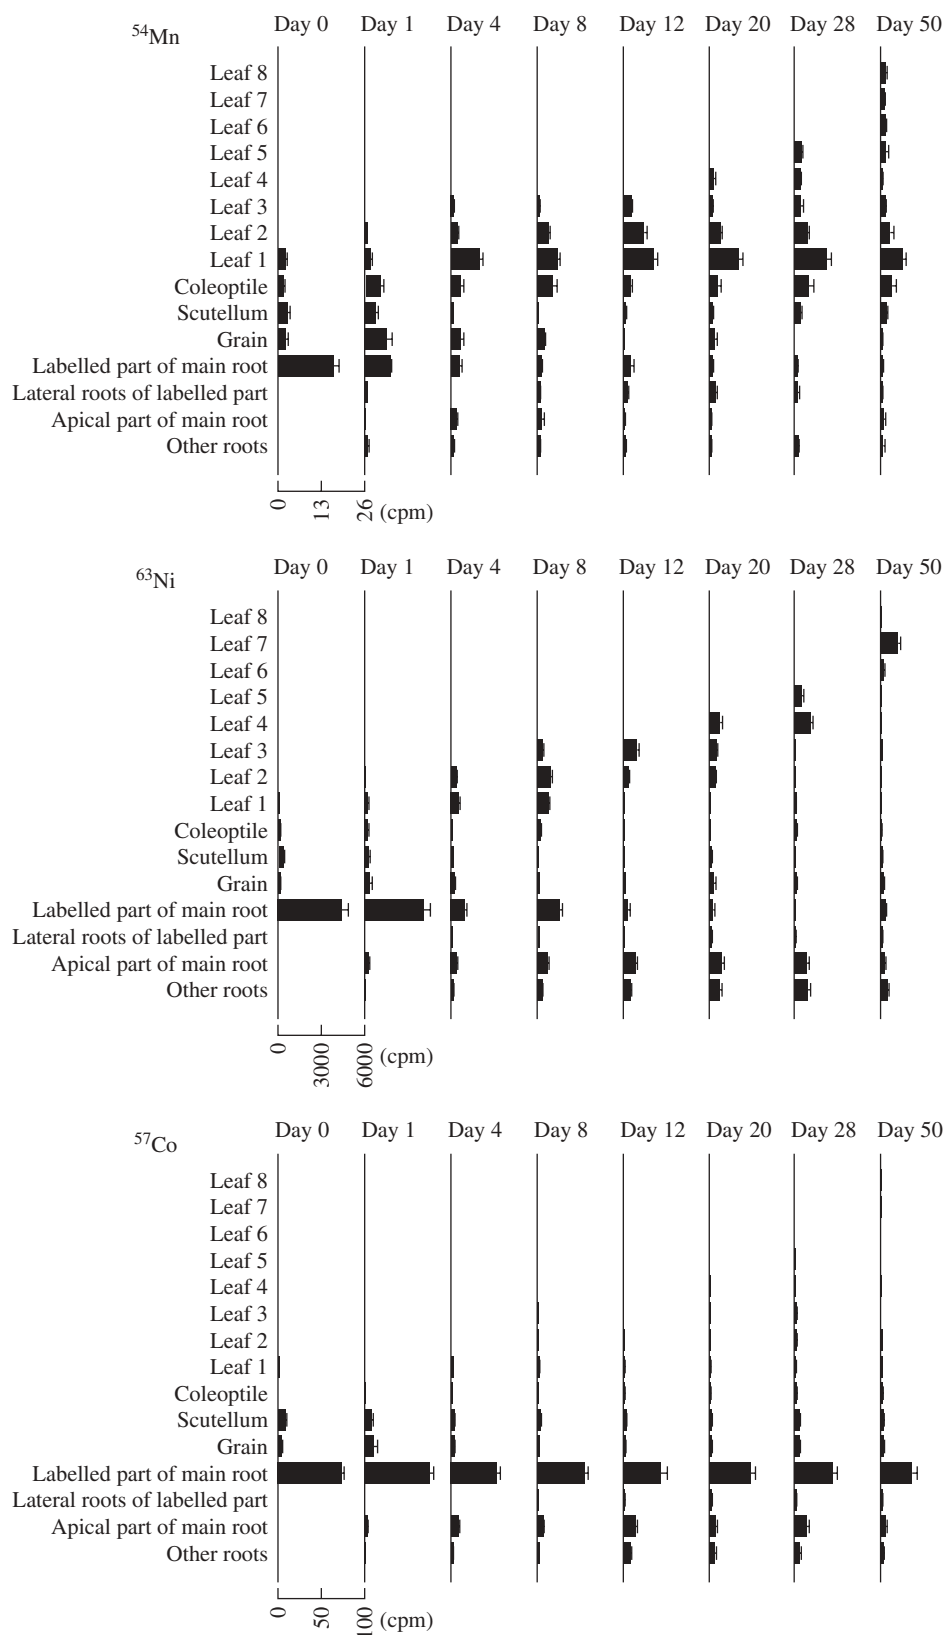 ⁵⁴Mn Day 0 Day 1 Day 4 Day 8 Day 12 Day 20 Day 28 Day 50
Leaf 8
Leaf 7
Leaf 6
Leaf 5
Leaf 4
Leaf 3
Leaf 2
Leaf 1
Coleoptile
Scutellum
Grain
Labelled part of main root
Lateral roots of labelled part
Apical part of main root
Other roots
0 13 26 (cpm)
⁶³Ni Day 0 Day 1 Day 4 Day 8 Day 12 Day 20 Day 28 Day 50
Leaf 8
Leaf 7
Leaf 6
Leaf 5
Leaf 4
Leaf 3
Leaf 2
Leaf 1
Coleoptile
Scutellum
Grain
Labelled part of main root
Lateral roots of labelled part
Apical part of main root
Other roots
0 3000 6000 (cpm)
⁵⁷Co Day 0 Day 1 Day 4 Day 8 Day 12 Day 20 Day 28 Day 50
Leaf 8
Leaf 7
Leaf 6
Leaf 5
Leaf 4
Leaf 3
Leaf 2
Leaf 1
Coleoptile
Scutellum
Grain
Labelled part of main root
Lateral roots of labelled part
Apical part of main root
Other roots
0 50 100 (cpm)